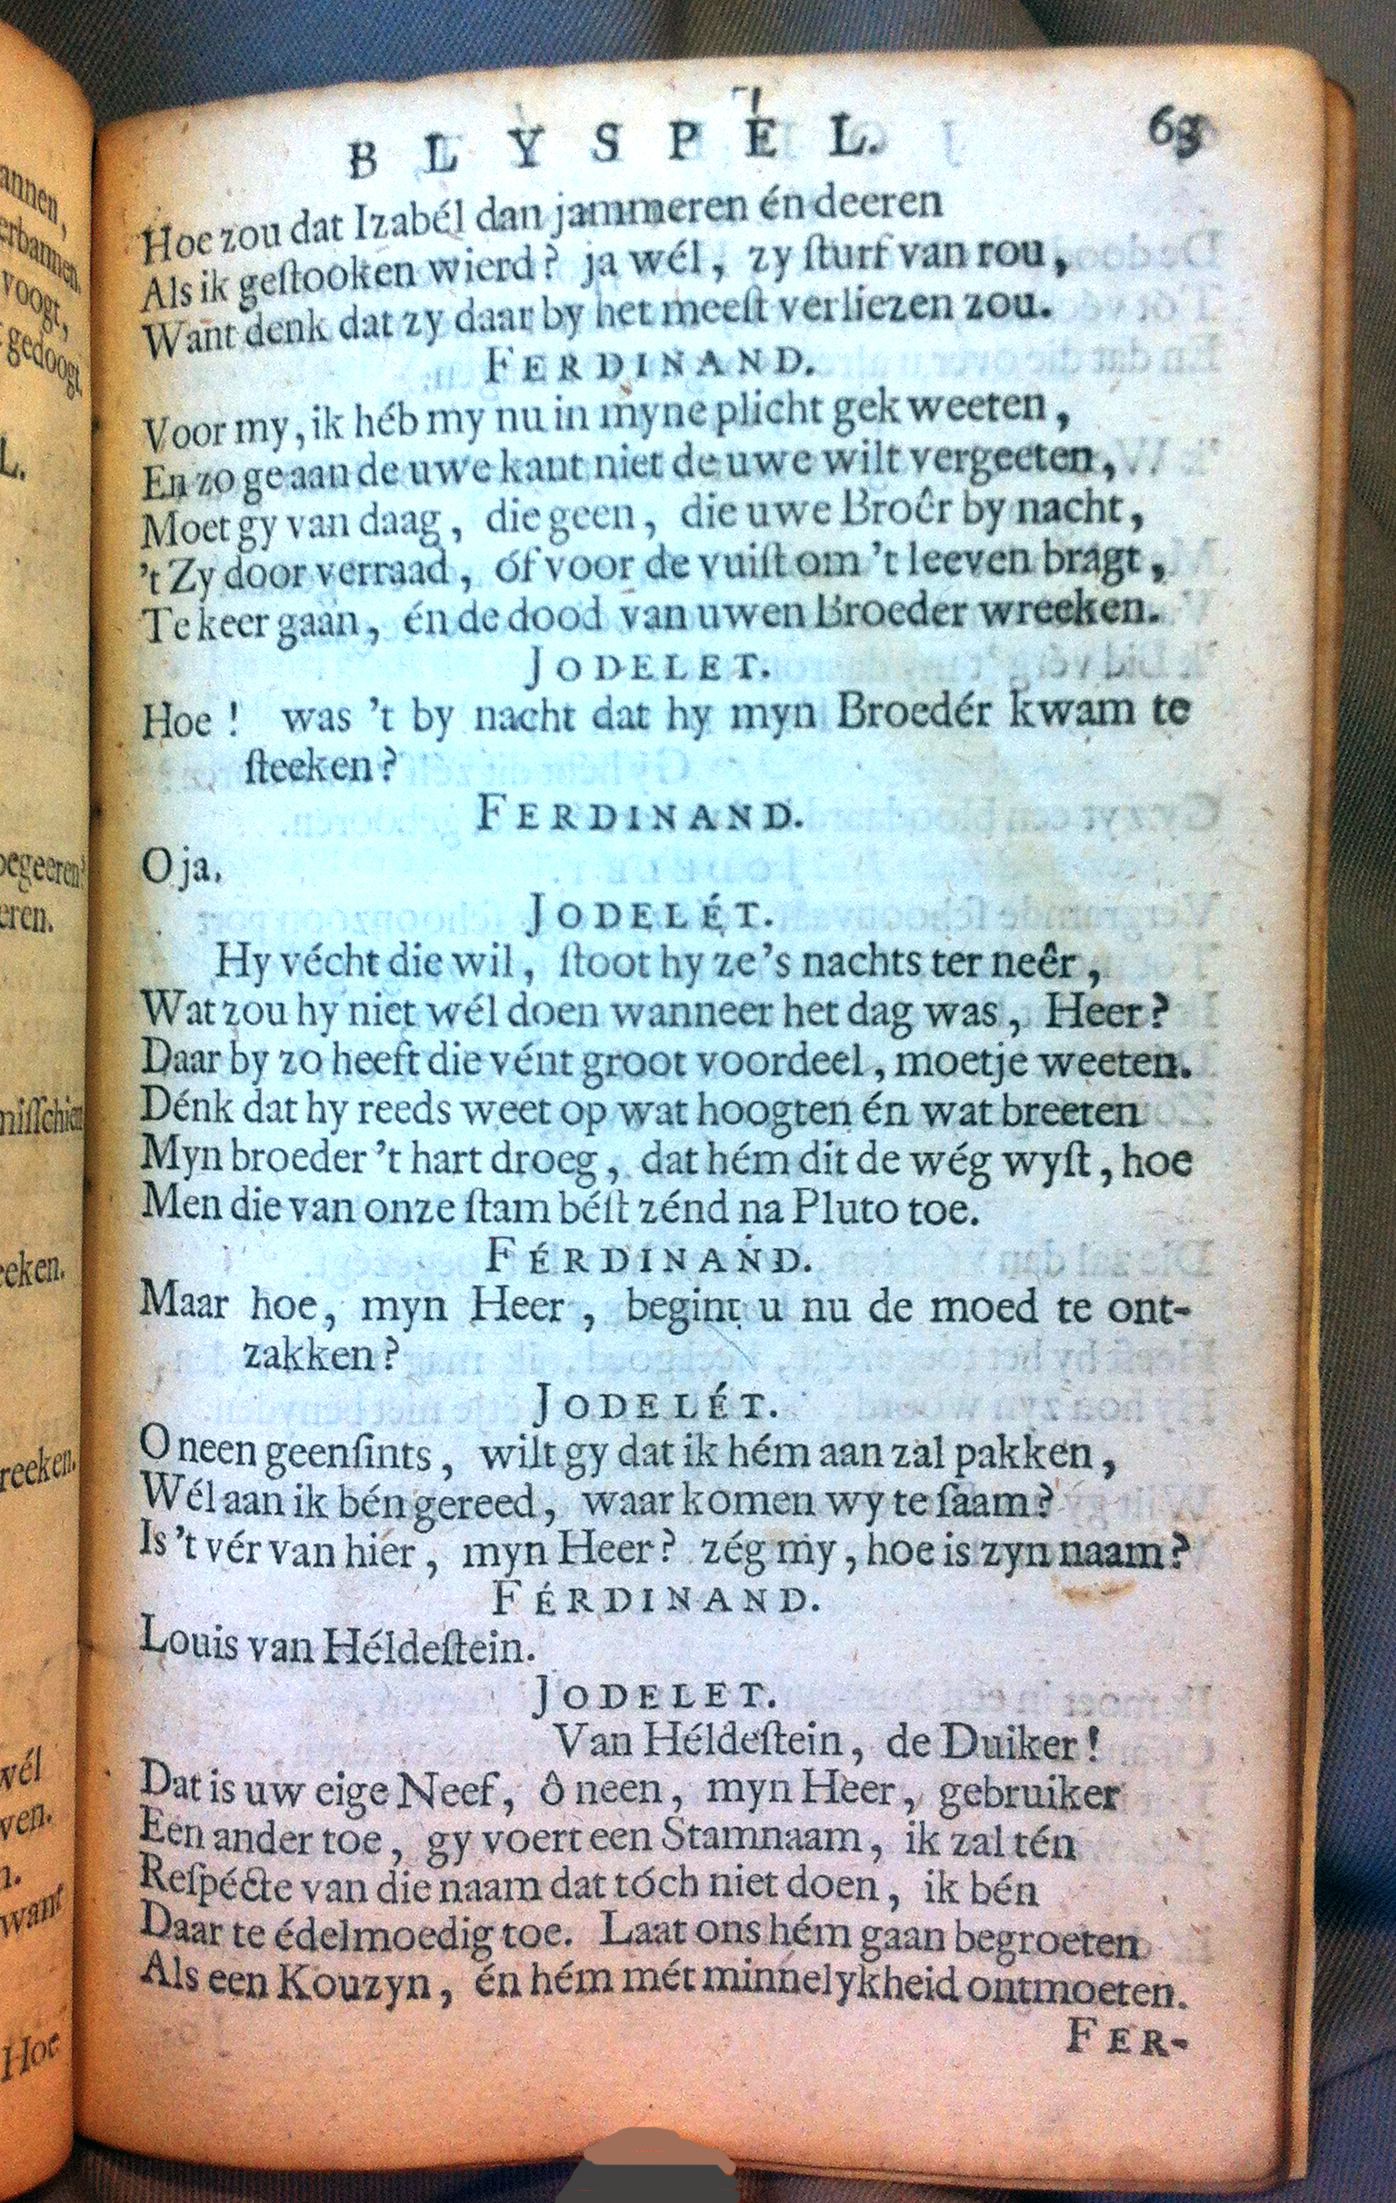 BLYSPEL. 63
Hoe zou dat Izabél dan jammeren én deeren
Als ik geſtooken wierd? ja wél, zy ſturf van rou,
Want denk dat zy daar by het meeſt verliezen zou.
FERDINAND.
Voor my, ik héb my nu in myne plicht gekweeten,
En zo ge aan de uwe kant niet de uwe wilt vergeeten,
Moet gy van daag, die geen, die uwe Broêr by nacht,
't Zy door verraad, óf voor de vuiſt om 't leeven bragt,
Te keer gaan, én de dood van uwen Broeder wreeken.
JODELET.
Hoe! was 't by nacht dat hy myn Broedér kwam te
ſteeken?
FERDINAND.
O ja.
JODELÉT.
Hy vécht die wil, ſtoot hy ze 's nachts ter neêr,
Wat zou hy niet wél doen wanneer het dag was, Heer?
Daar by zo heeft die vént groot voordeel, moetje weeten.
Dénk dat hy reeds weet op wat hoogten én wat breeten
Myn broeder 't hart droeg, dat hém dit de wég wyſt, hoe
Men die van onze ſtam béſt zénd na Pluto toe.
FÉRDINAND.
Maar hoe, myn Heer, begint u nu de moed te ont-
zakken?
JODELÉT.
O neen geenſints, wilt gy dat ik hém aan zal pakken,
Wél aan ik bén gereed, waar komen wy te ſaam?
Is 't vér van hier, myn Heer? zég my, hoe is zyn naam?
FÉRDINAND.
Louis van Héldeſtein.
JODELET.
Van Héldeſtein, de Duiker!
Dat is uw eige Neef, ô neen, myn Heer, gebruiker
Een ander toe, gy voert een Stamnaam, ik zal tén
Reſpécte van die naam dat tóch niet doen, ik bén
Daar te édelmoedig toe. Laat ons hém gaan begroeten
Als een Kouzyn, én hém mét minnelykheid ontmoeten.
FER-